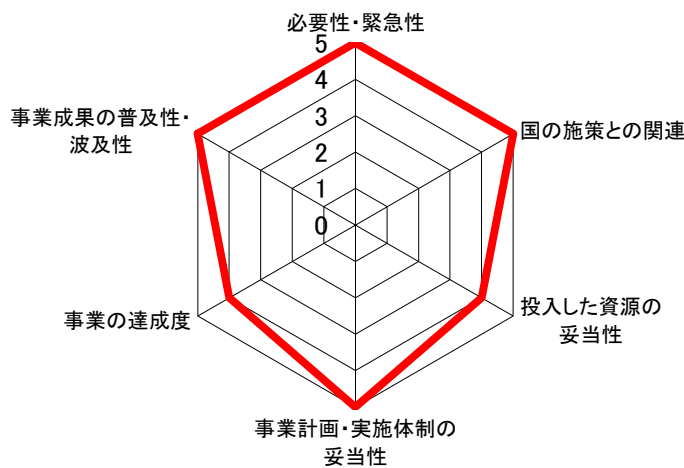 必要性・緊急性
5
4
3
2
1
0
事業成果の普及性・
波及性
国の施策との関連
事業の達成度
投入した資源の
妥当性
事業計画・実施体制の
妥当性